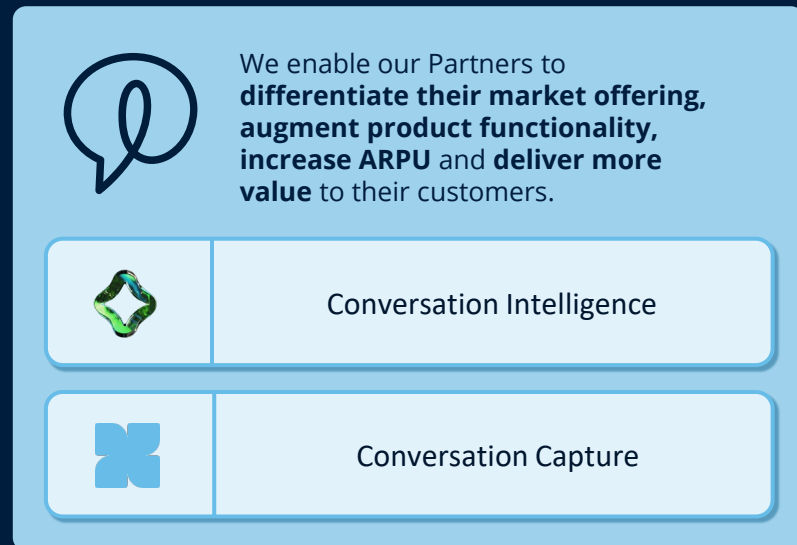 We enable our Partners to
differentiate their market offering,
augment product functionality,
increase ARPU and deliver more
value to their customers.
Conversation Intelligence
Conversation Capture